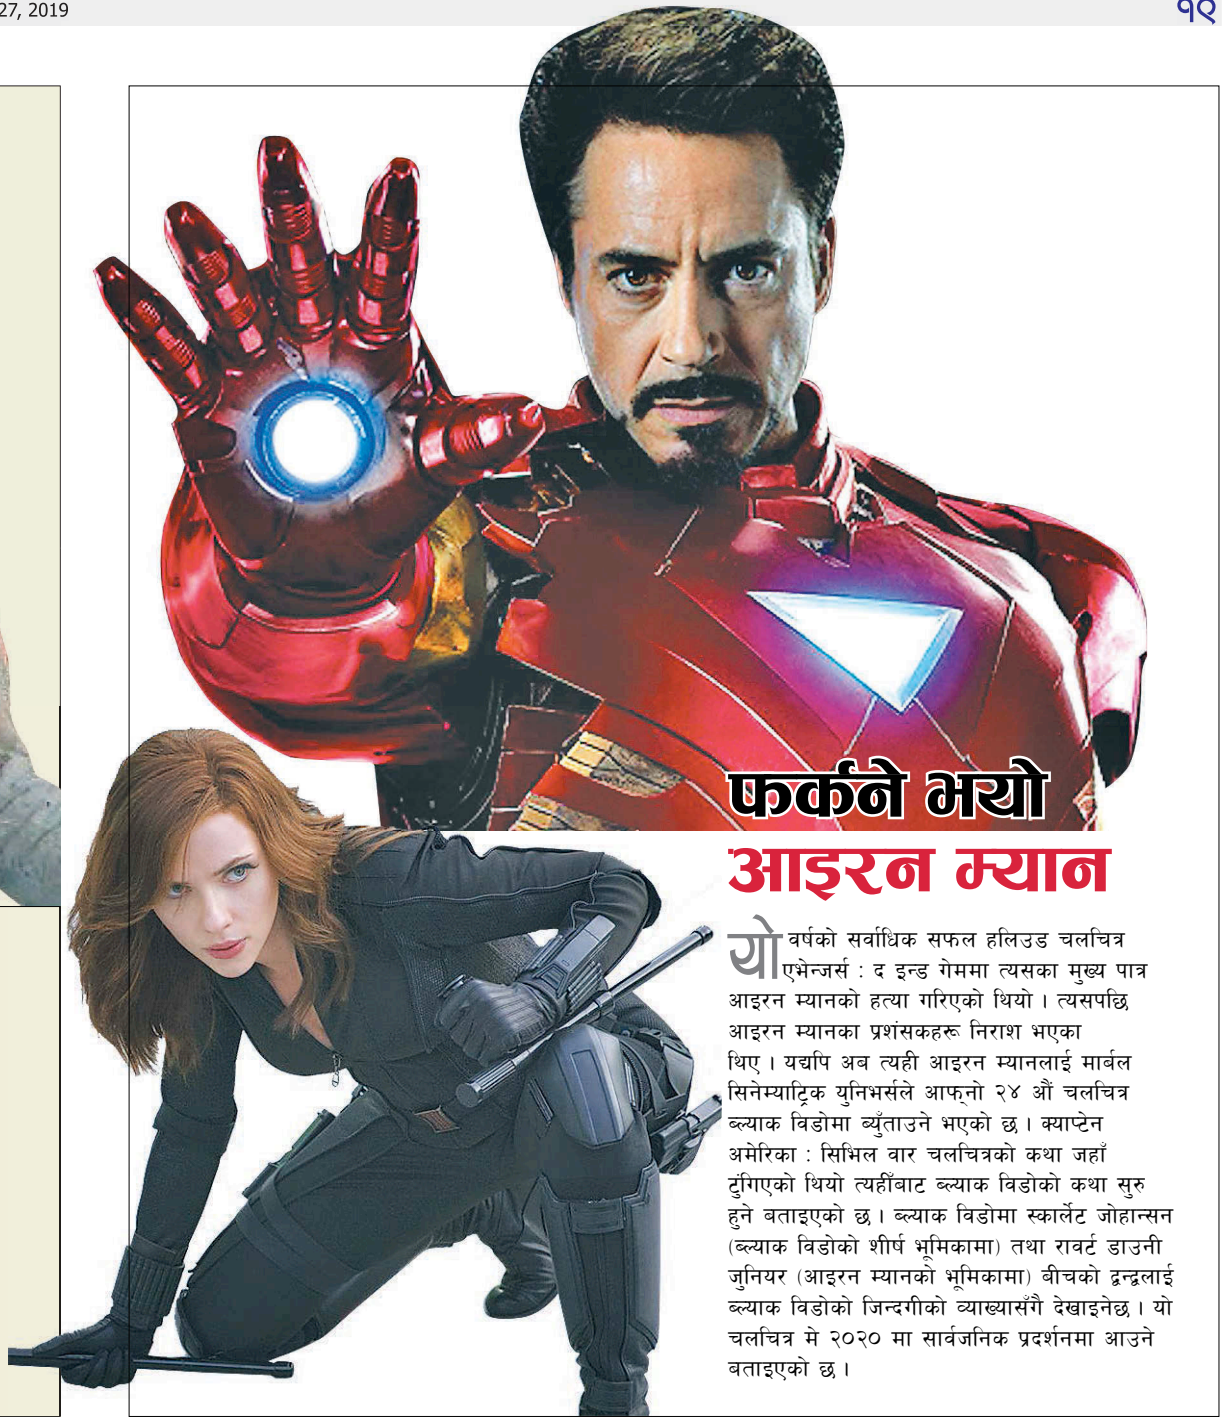 27, 2019
१९
फर्कने भयो
आइरन म्यान
यो वर्षको सर्वाधिक सफल हलिउड चलचित्र
एभेन्जर्स : द इन्ड गेममा त्यसका मुख्य पात्र
आइरन म्यानको हत्या गरिएको थियो । त्यसपछि
आइरन म्यानका प्रशंसकहरू निराश भएका
थिए । यद्यपि अब त्यही आइरन म्यानलाई मार्बल
सिनेम्याट्रिक युनिभर्सले आफ्नो २४ औं चलचित्र
ब्ल्याक विडोमा ब्युँताउने भएको छ । क्याप्टेन
अमेरिका : सिभिल वार चलचित्रको कथा जहाँ
टुंगिएको थियो त्यहीँबाट ब्ल्याक विडोको कथा सुरु
हुने बताइएको छ । ब्ल्याक विडोमा स्कार्लेट जोहान्सन
(ब्ल्याक विडोको शीर्ष भूमिकामा) तथा रावर्ट डाउनी
जुनियर (आइरन म्यानको भूमिकामा) बीचको द्वन्द्वलाई
ब्ल्याक विडोको जिन्दगीको व्याख्यासँगै देखाइनेछ । यो
चलचित्र मे २०२० मा सार्वजनिक प्रदर्शनमा आउने
बताइएको छ ।